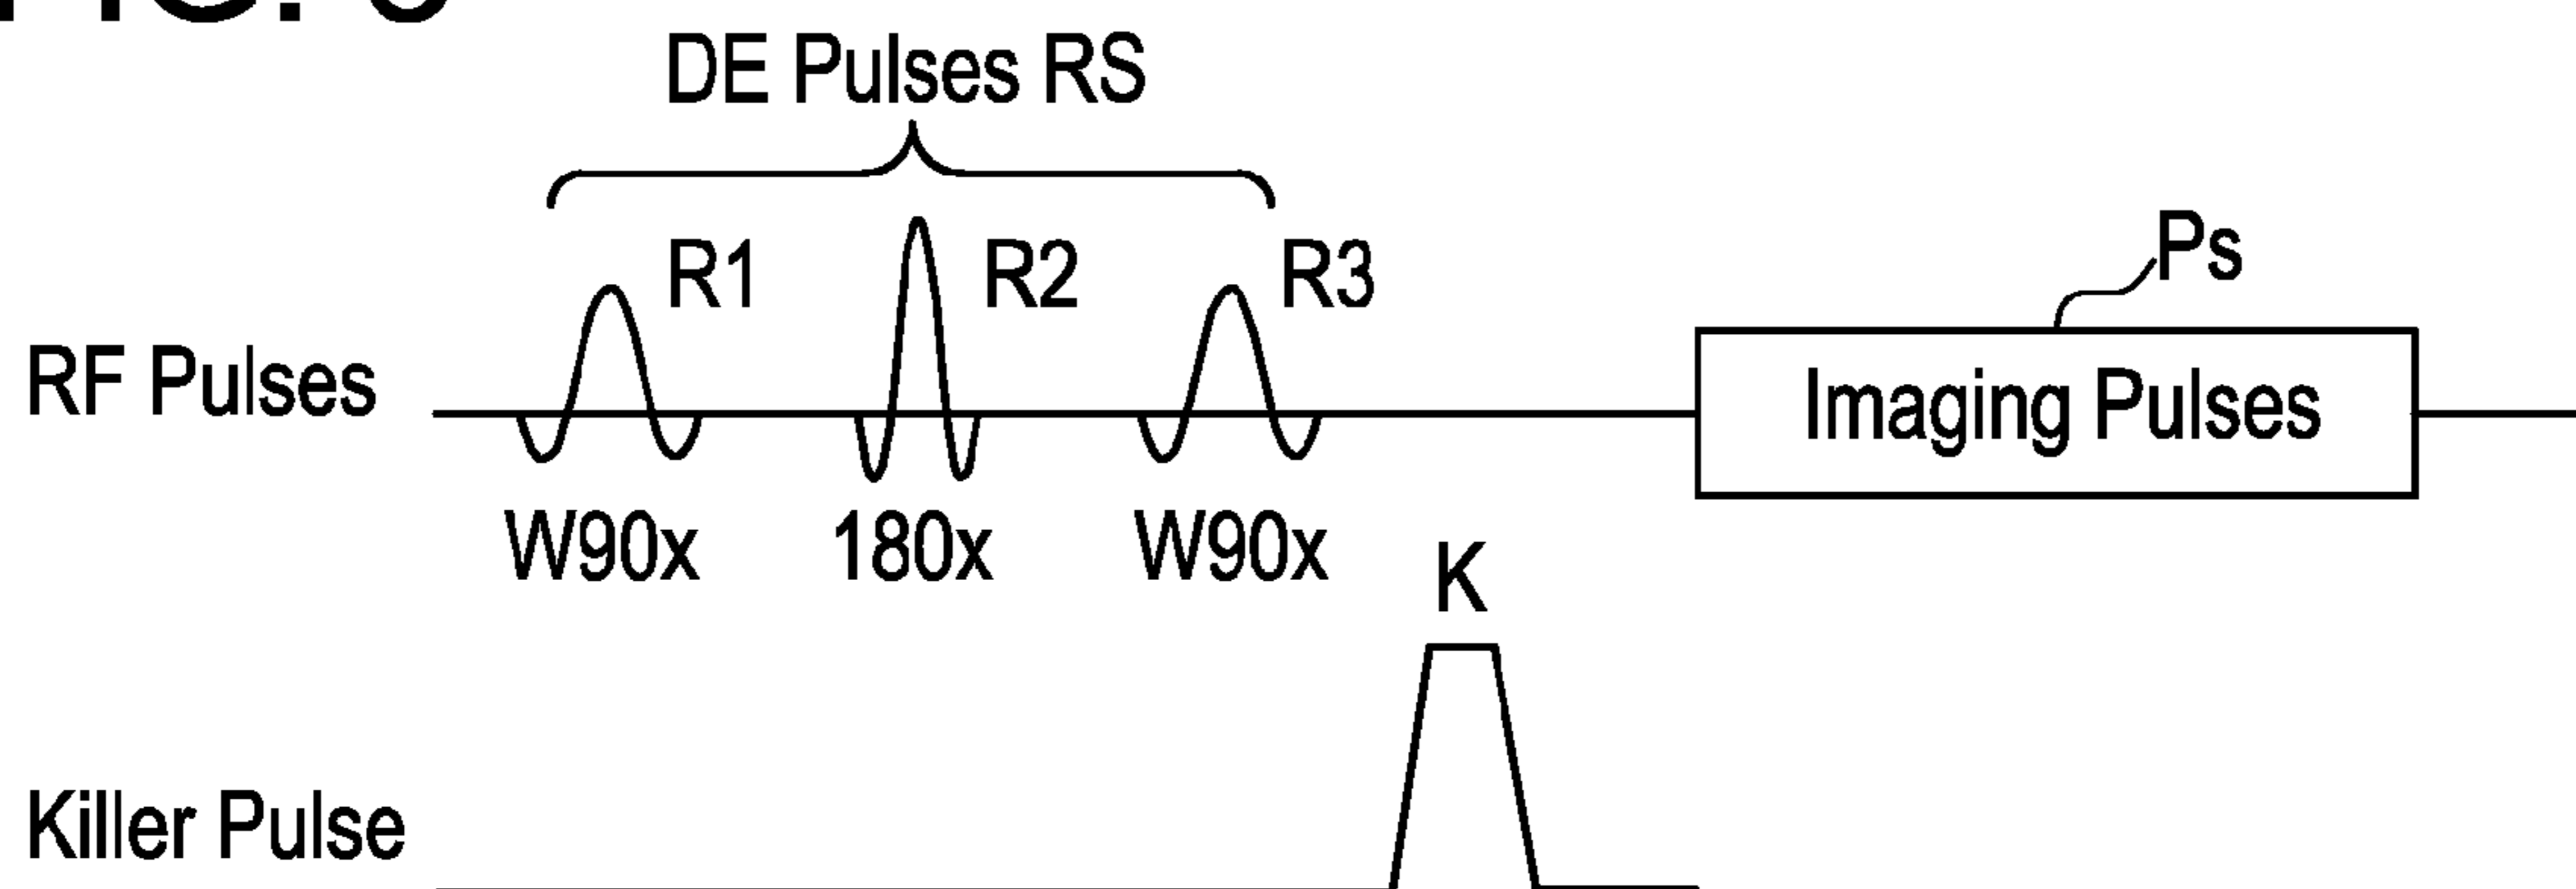 DE Pulses RS
R1 R2 R3 Ps
RF Pulses Imaging Pulses
W90x 180x W90x
K
Killer Pulse